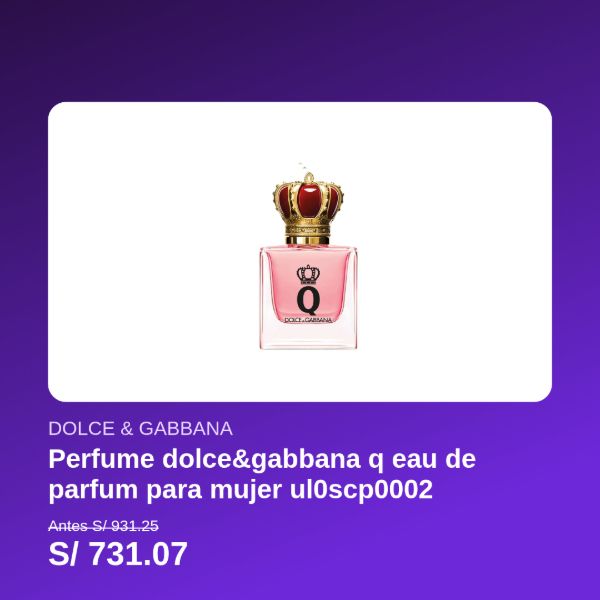 Q
DOLCE & GABBANA
DOLCE & GABBANA
Perfume dolce&gabbana q eau de
parfum para mujer ul0scp0002
Antes S/ 931.25
S/ 731.07